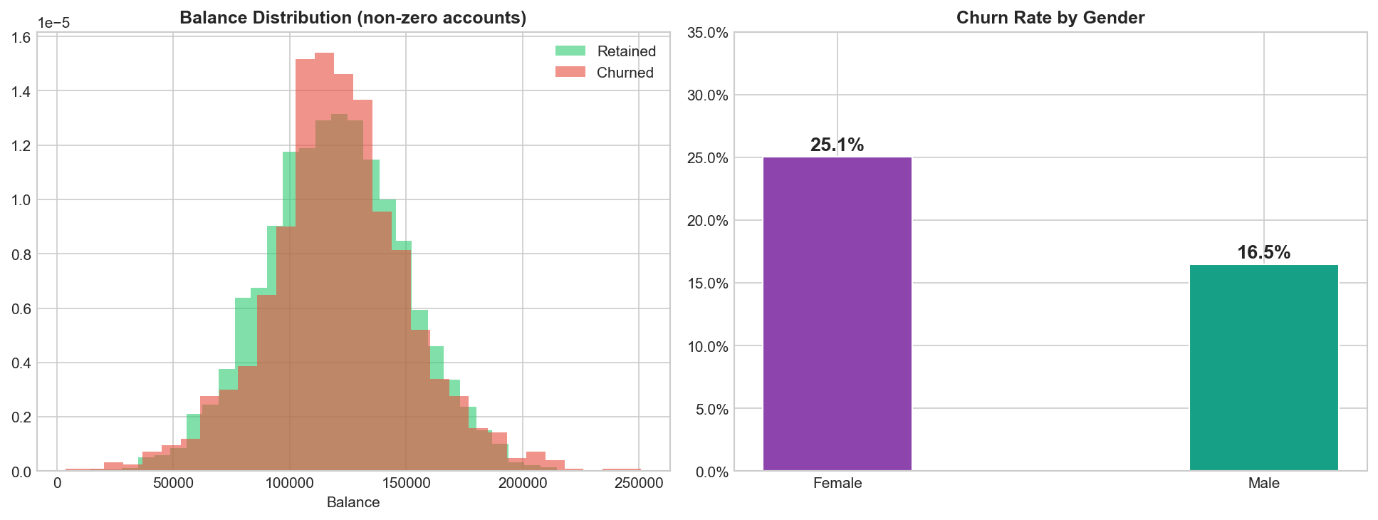 Balance Distribution (non-zero accounts)
1e−5
1.6
1.4
1.2
1.0
0.8
0.6
0.4
0.2
0.0
Retained
Churned
0 50000 100000 150000 200000 250000
Balance
Churn Rate by Gender
35.0%
30.0%
25.0%
20.0%
15.0%
10.0%
5.0%
0.0%
25.1%
16.5%
Female Male